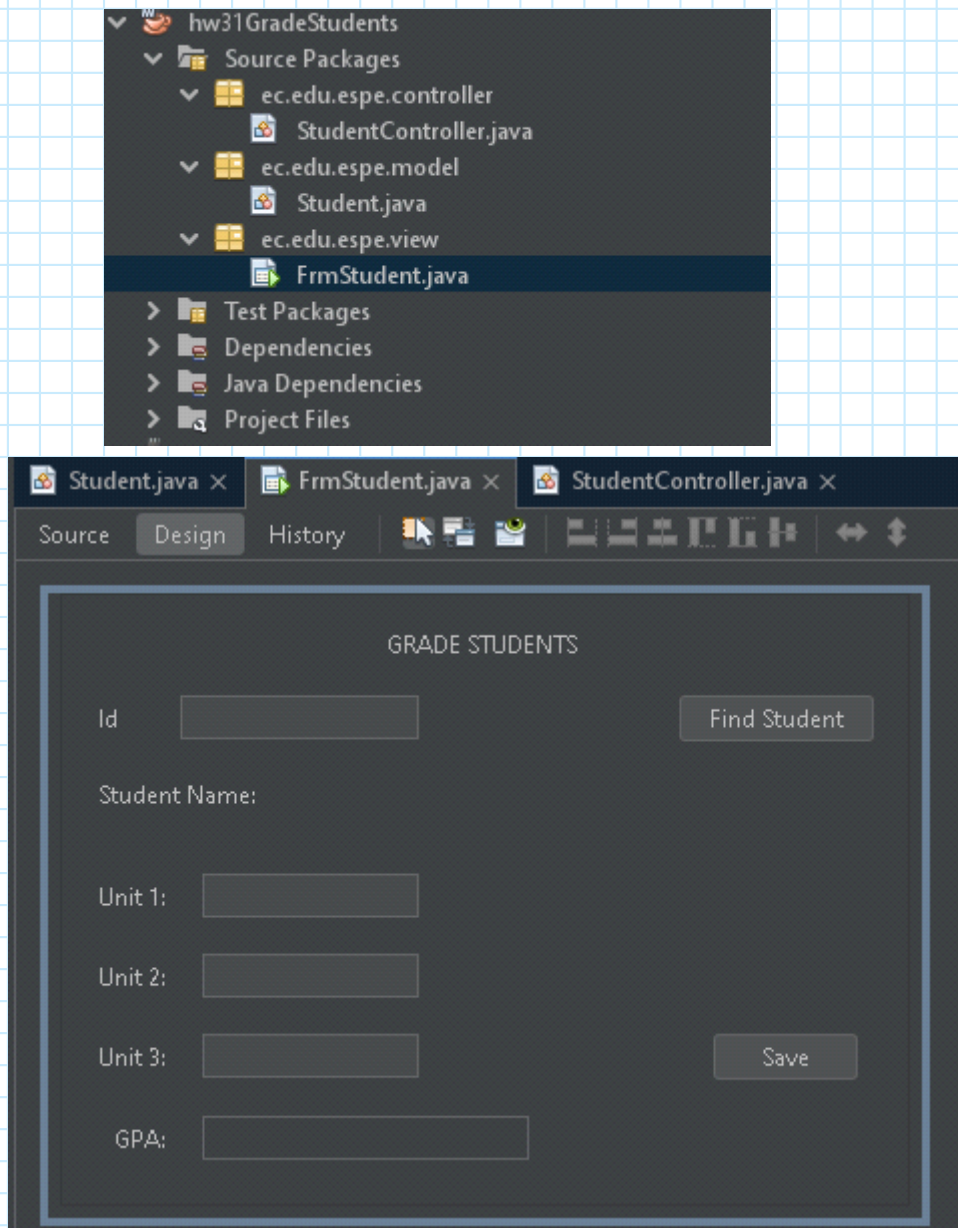 hw31GradeStudents
Source Packages
ec.edu.espe.controller
StudentController.java
ec.edu.espe.model
Student.java
ec.edu.espe.view
FrmStudent.java
Test Packages
Dependencies
Java Dependencies
Project Files
Student.java × FrmStudent.java × StudentController.java ×
Source Design History
GRADE STUDENTS
Id Find Student
Student Name:
Unit 1:
Unit 2:
Unit 3: Save
GPA: